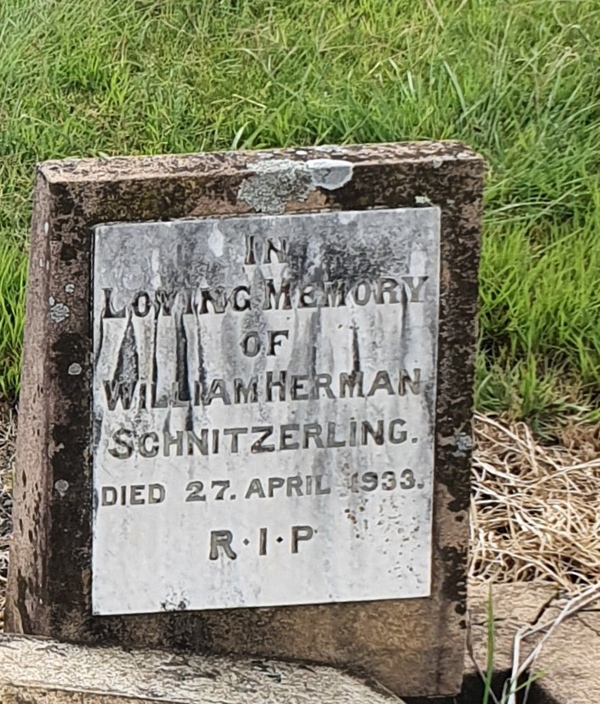 IN
LOVING MEMORY
OF
WILLIAM HERMAN
SCHNITZERLING.
DIED 27. APRIL 1933.
R·I·P